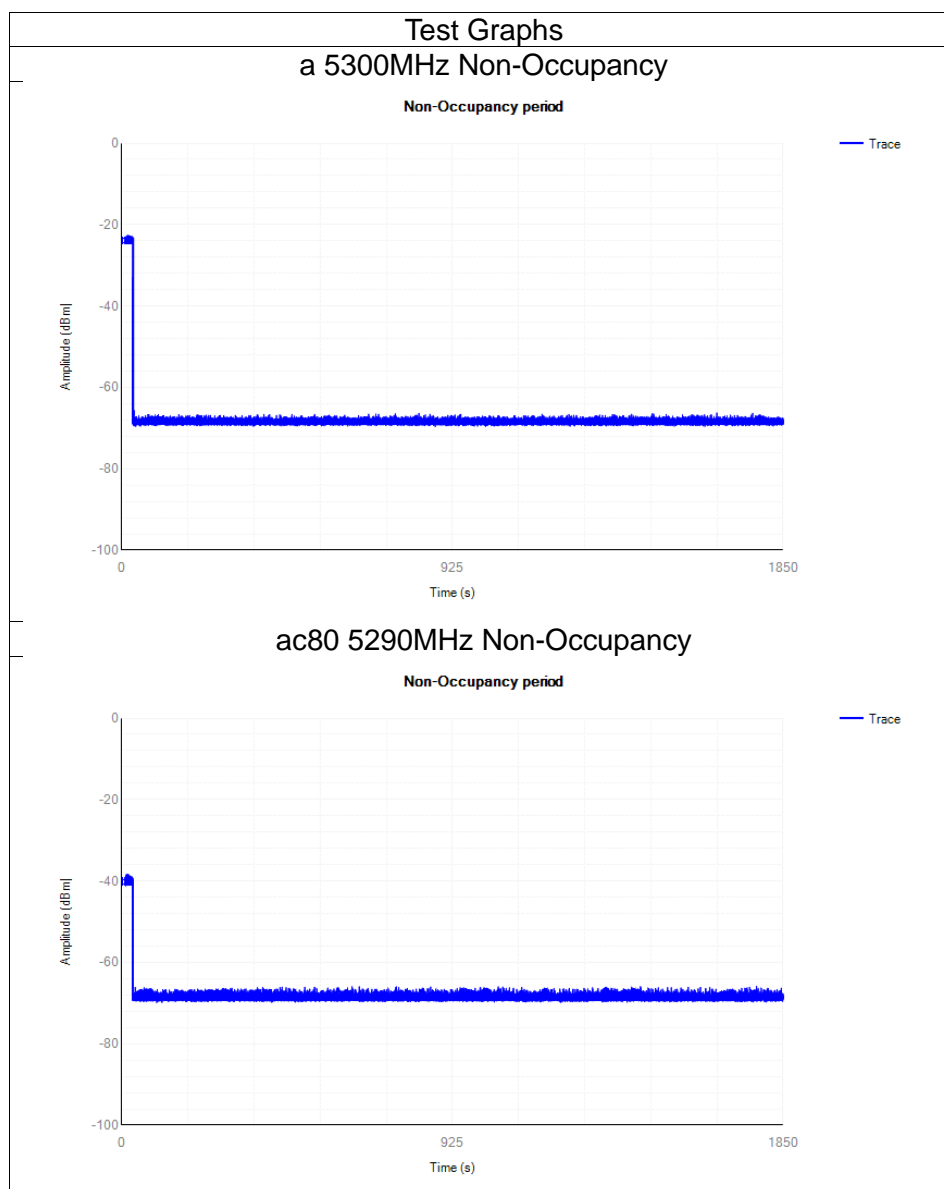 Test Graphs
a 5300MHz Non-Occupancy
Non-Occupancy period
Trace
0
-20
-40
-60
-80
-100
Amplitude [dBm]
0 925 1850
Time (s)
ac80 5290MHz Non-Occupancy
Non-Occupancy period
Trace
0
-20
-40
-60
-80
-100
Amplitude [dBm]
0 925 1850
Time (s)